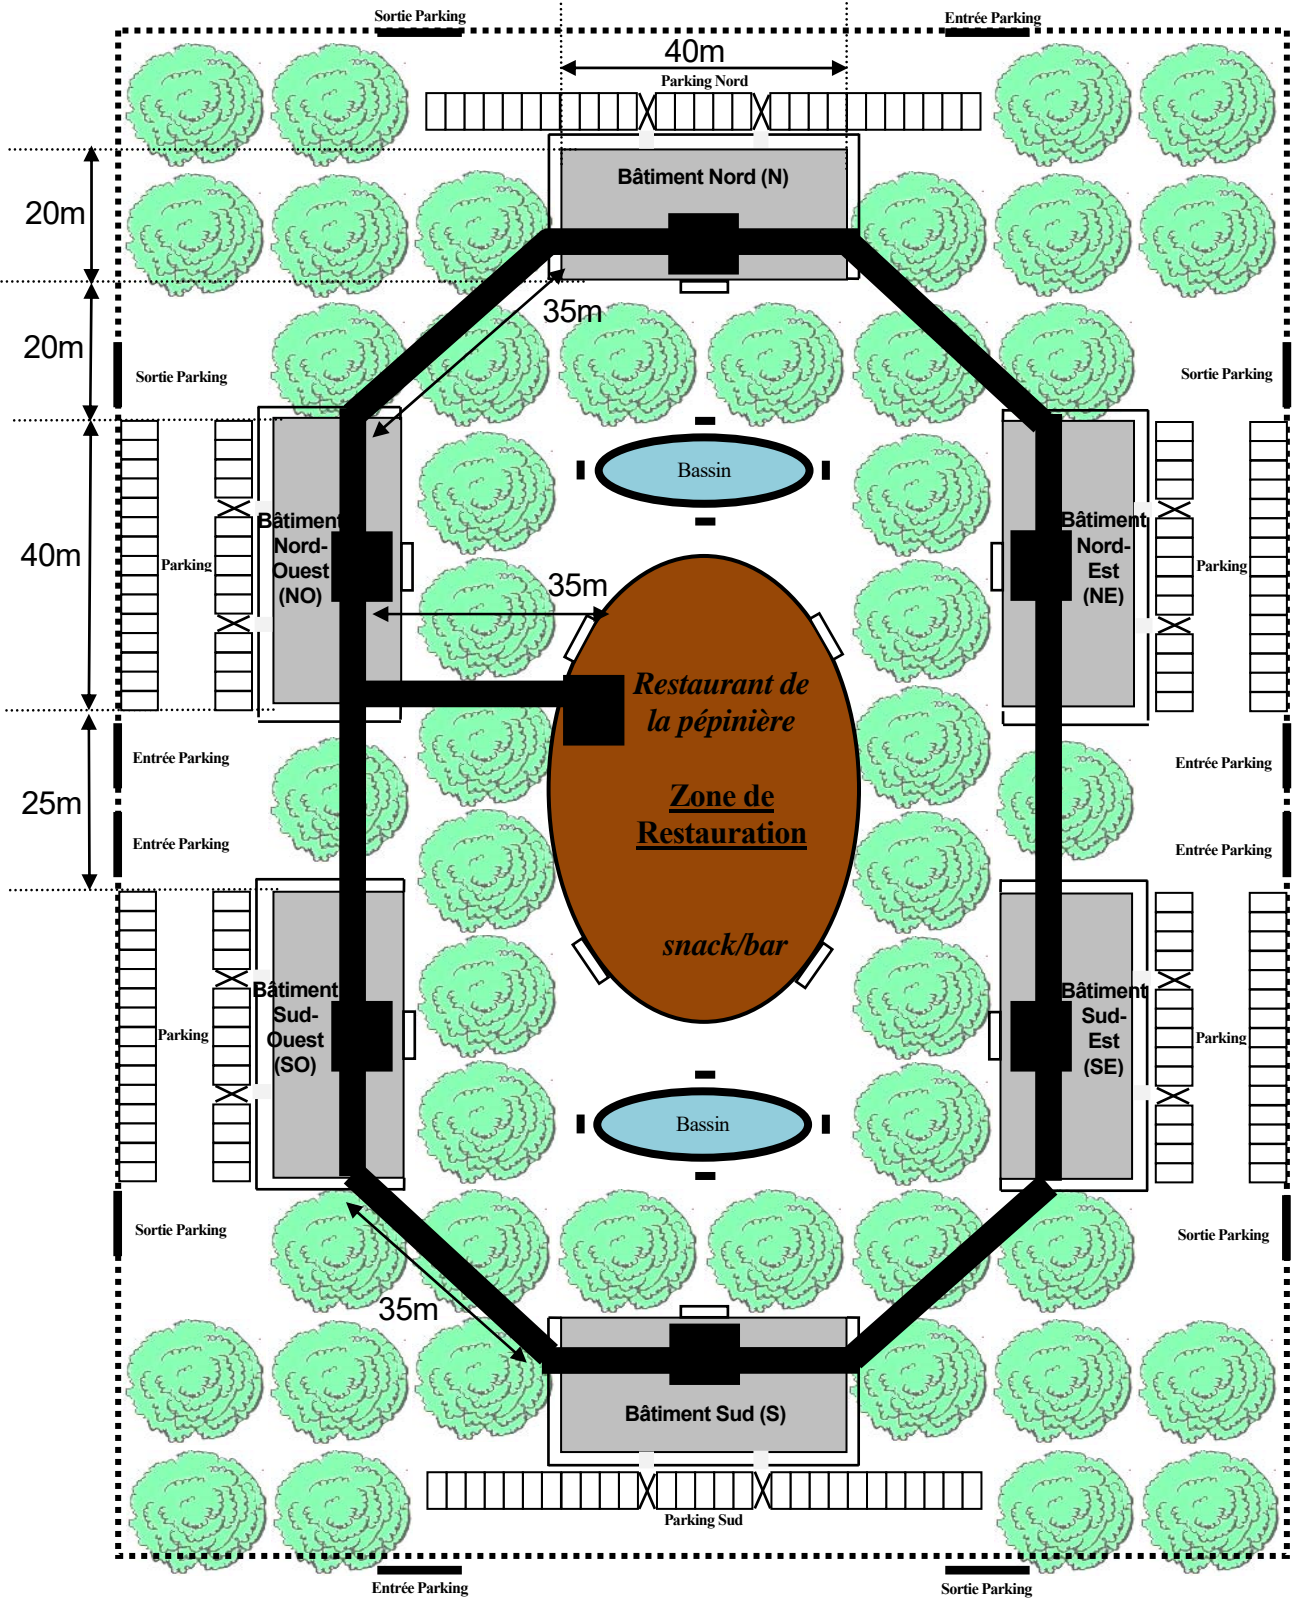 Sortie Parking
Entrée Parking
40m
Parking Nord
Bâtiment Nord (N)
20m
35m
20m
Sortie Parking
Sortie Parking
Bassin
Bâtiment
Nord-
Ouest
(NO)
Bâtiment
Nord-
Est
(NE)
40m
Parking
Parking
35m
Restaurant de
la pépinière
Entrée Parking
Entrée Parking
25m
Zone de
Restauration
Entrée Parking
Entrée Parking
snack/bar
Bâtiment
Sud-
Ouest
(SO)
Bâtiment
Sud-
Est
(SE)
Parking
Parking
Bassin
Sortie Parking
Sortie Parking
35m
Bâtiment Sud (S)
Parking Sud
Entrée Parking
Sortie Parking